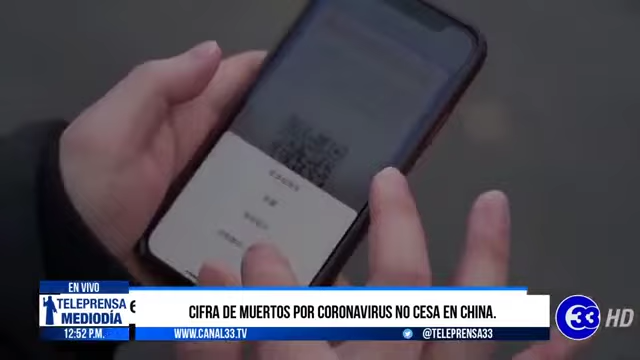 EN VIVO
TELEPRENSA
MEDIODÍA
12:52 P.M.
6
CIFRA DE MUERTOS POR CORONAVIRUS NO CESA EN CHINA.
WWW.CANAL33.TV
@TELEPRENSA33
33 HD